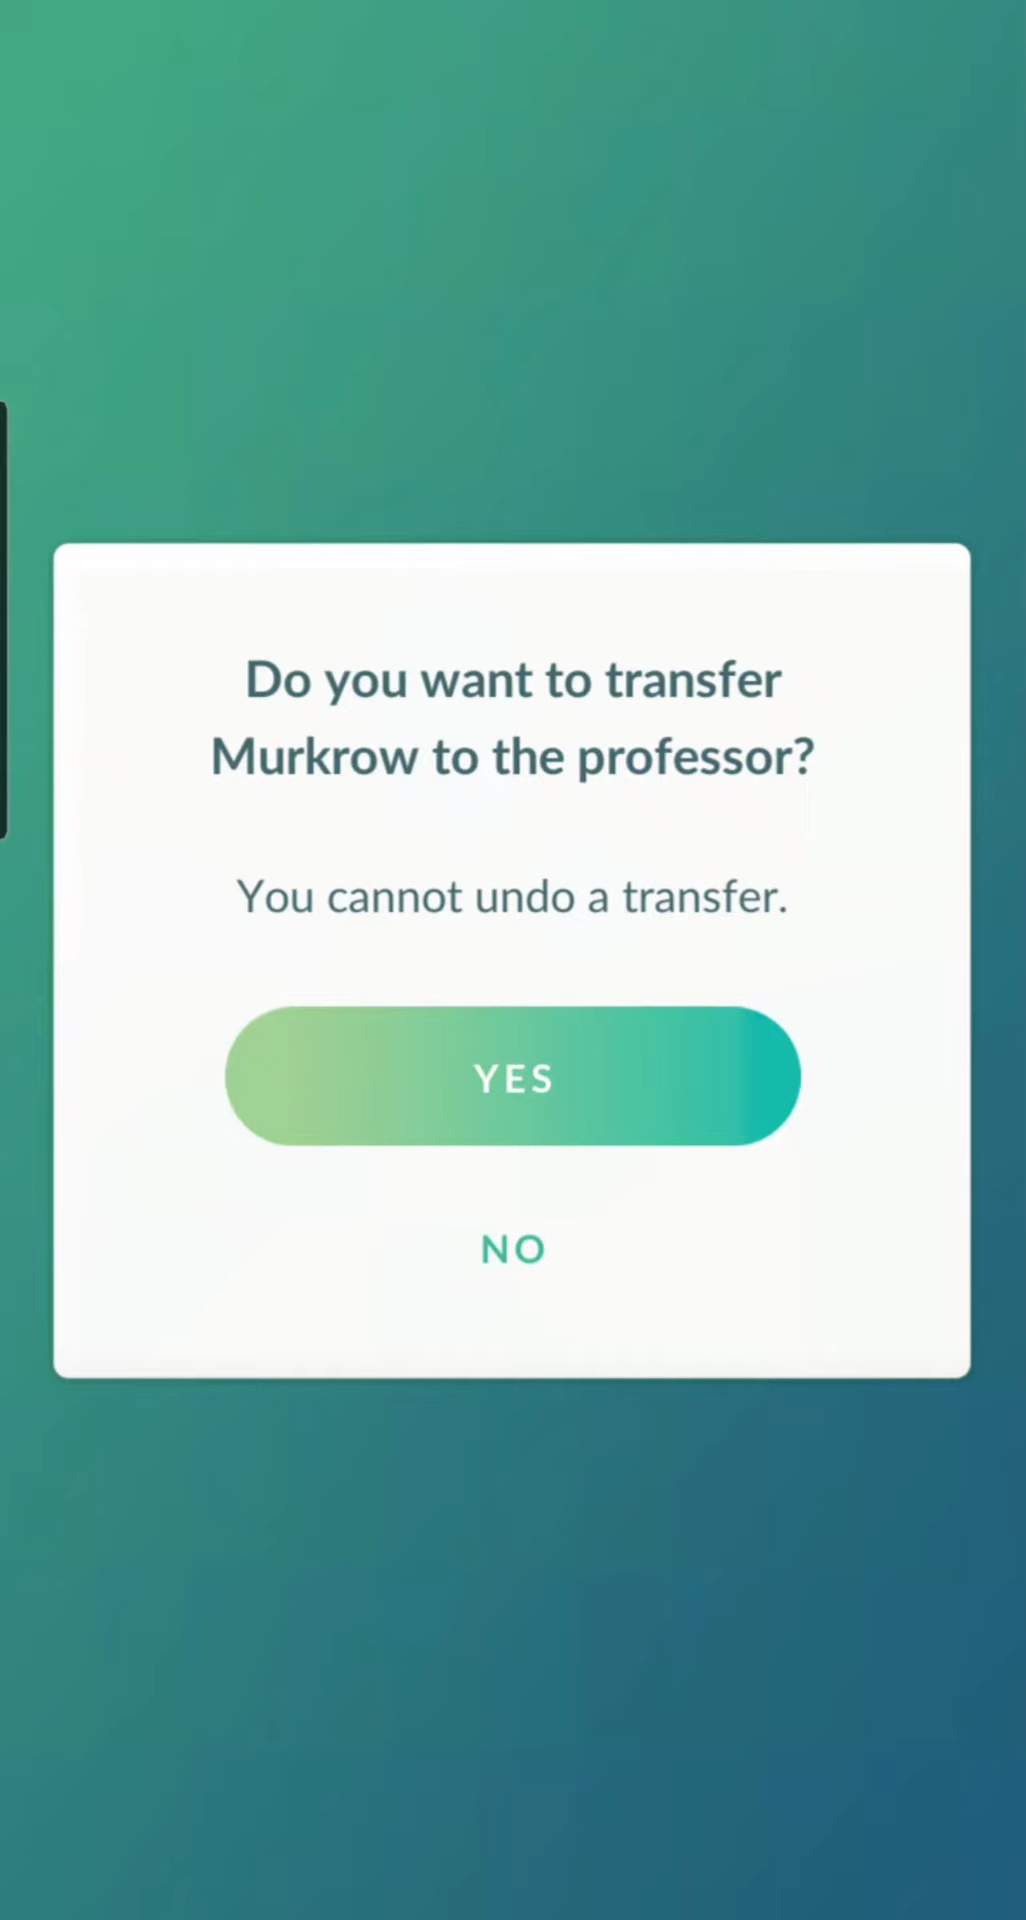 Do you want to transfer
Murkrow to the professor?
You cannot undo a transfer.
YES
NO